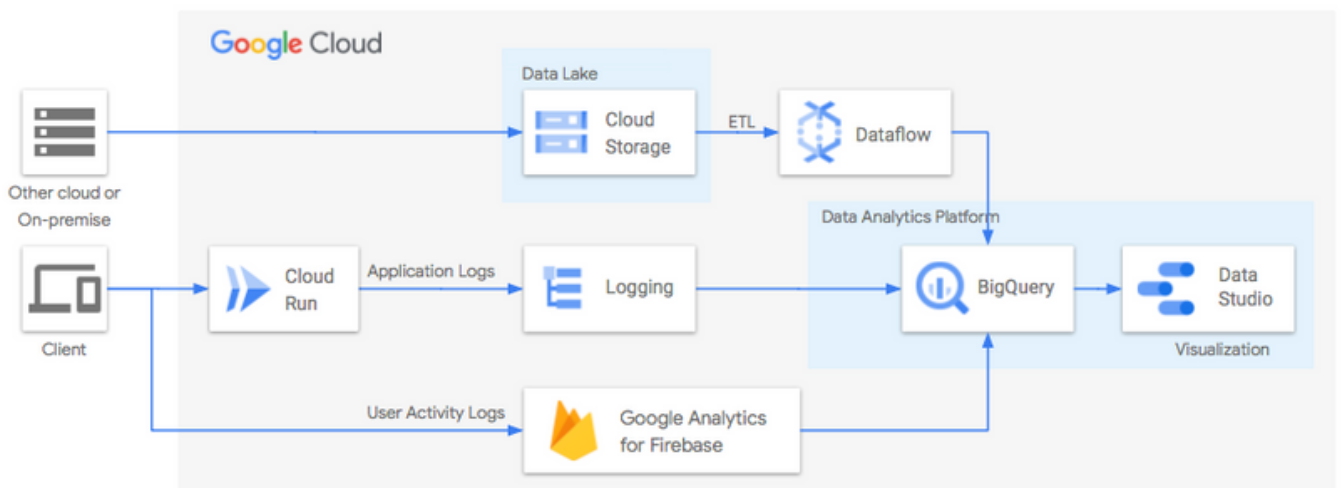 Google Cloud
Data Lake
Cloud
Storage
ETL
Dataflow
Other cloud or
On-premise
Data Analytics Platform
Cloud
Run
Application Logs
Logging
BigQuery
Data
Studio
Client
Visualization
User Activity Logs
Google Analytics
for Firebase